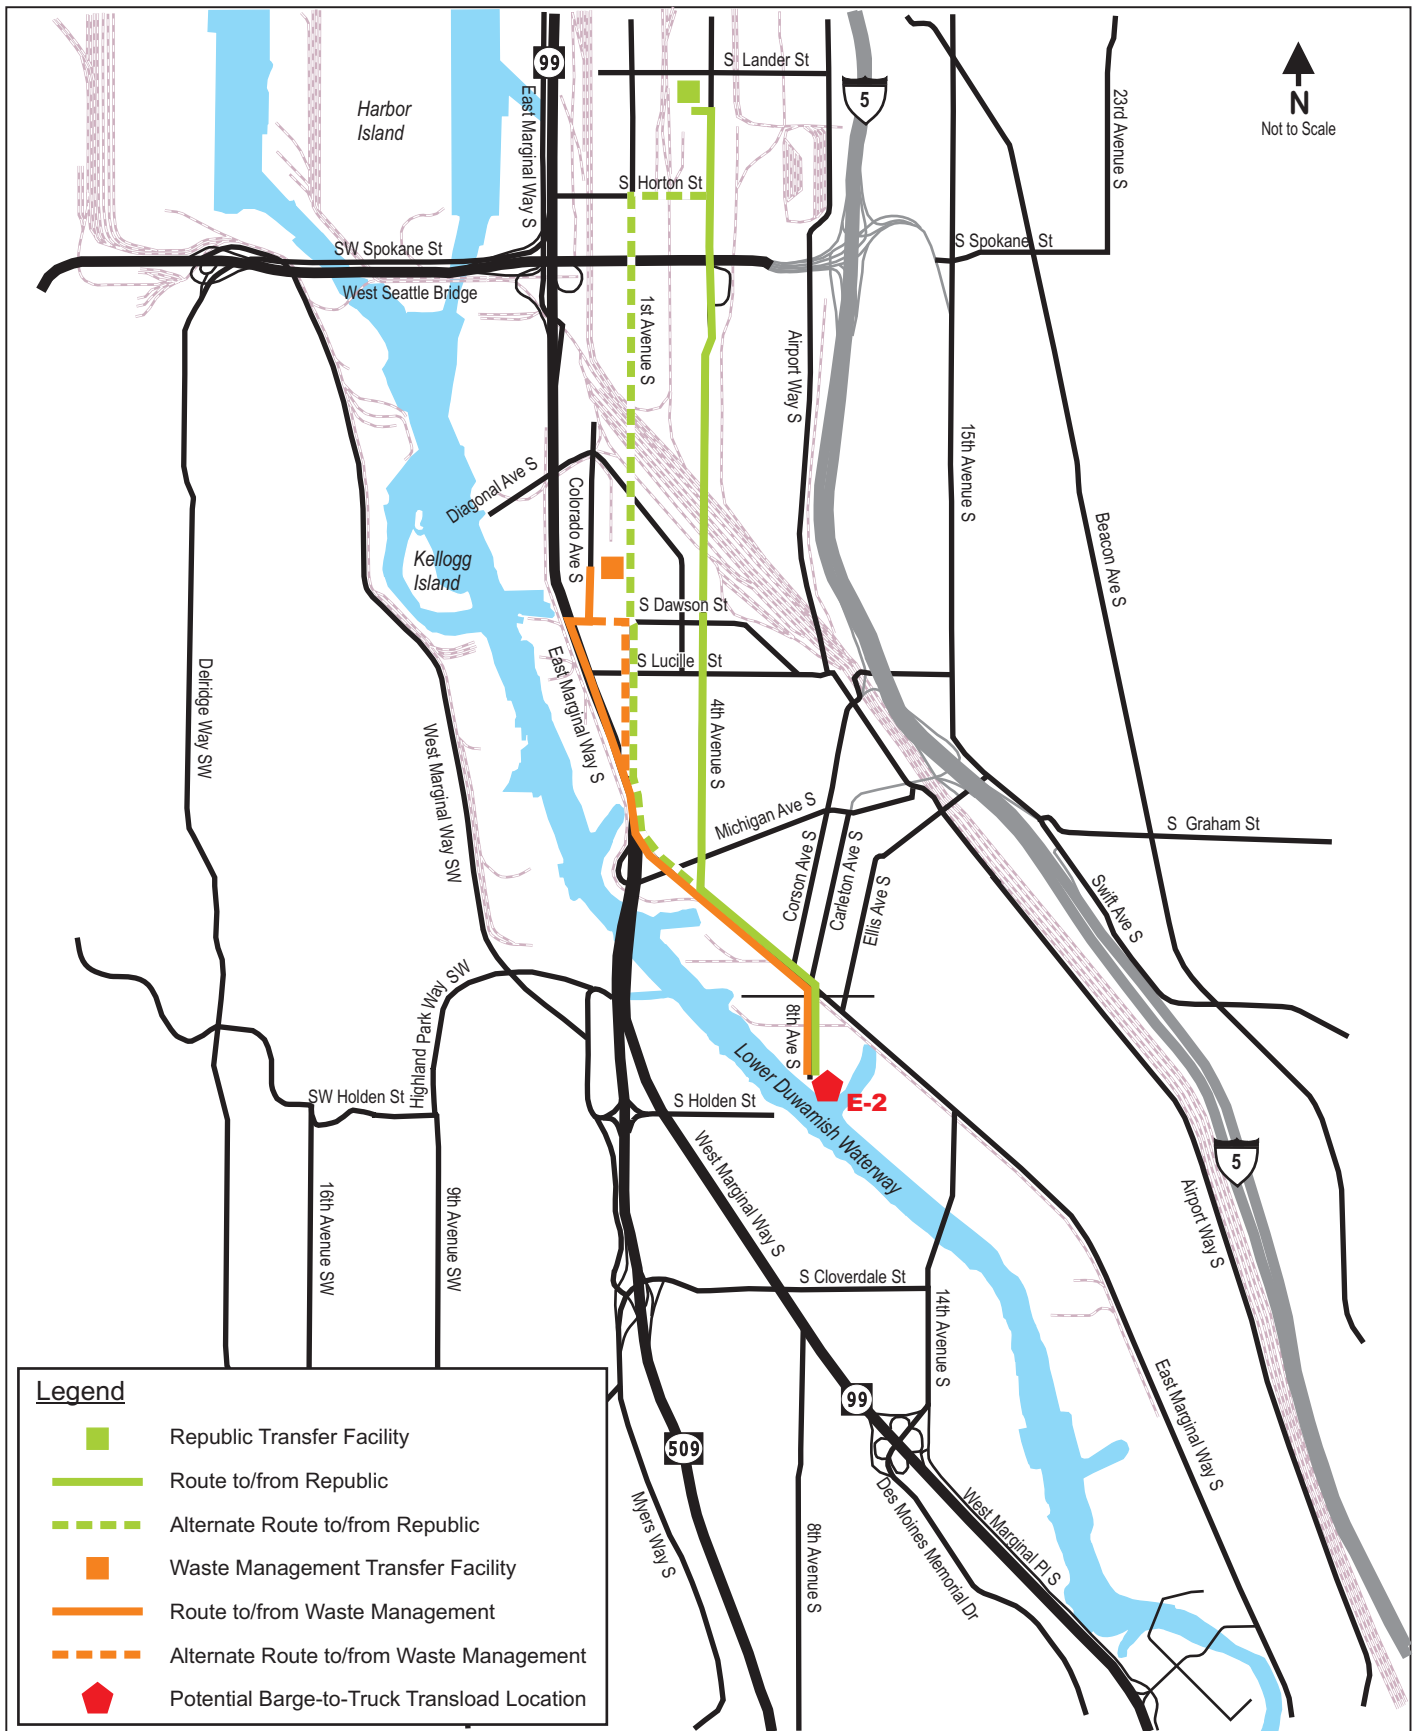 99
S Lander St
5
N
Not to Scale
Harbor
Island
East Marginal Way S
23rd Avenue S
S Horton St
SW Spokane St
S Spokane St
West Seattle Bridge
1st Avenue S
Airport Way S
15th Avenue S
Diagonal Ave S
Colorado Ave S
Beacon Ave S
Kellogg
Island
S Dawson St
S Lucille St
East Marginal Way S
Delridge Way SW
4th Avenue S
West Marginal Way SW
Michigan Ave S
S Graham St
Corson Ave S
Carleton Ave S
Ellis Ave S
Swift Ave S
Highland Park Way SW
8th Ave S
Lower Duwamish Waterway
E-2
SW Holden St
S Holden St
West Marginal Way S
5
16th Avenue SW
9th Avenue SW
Airport Way S
S Cloverdale St
14th Avenue S
East Marginal Way S
99
509
Myers Way S
8th Avenue S
Des Moines Memorial Dr
West Marginal Pl S
Legend
Republic Transfer Facility
Route to/from Republic
Alternate Route to/from Republic
Waste Management Transfer Facility
Route to/from Waste Management
Alternate Route to/from Waste Management
Potential Barge-to-Truck Transload Location